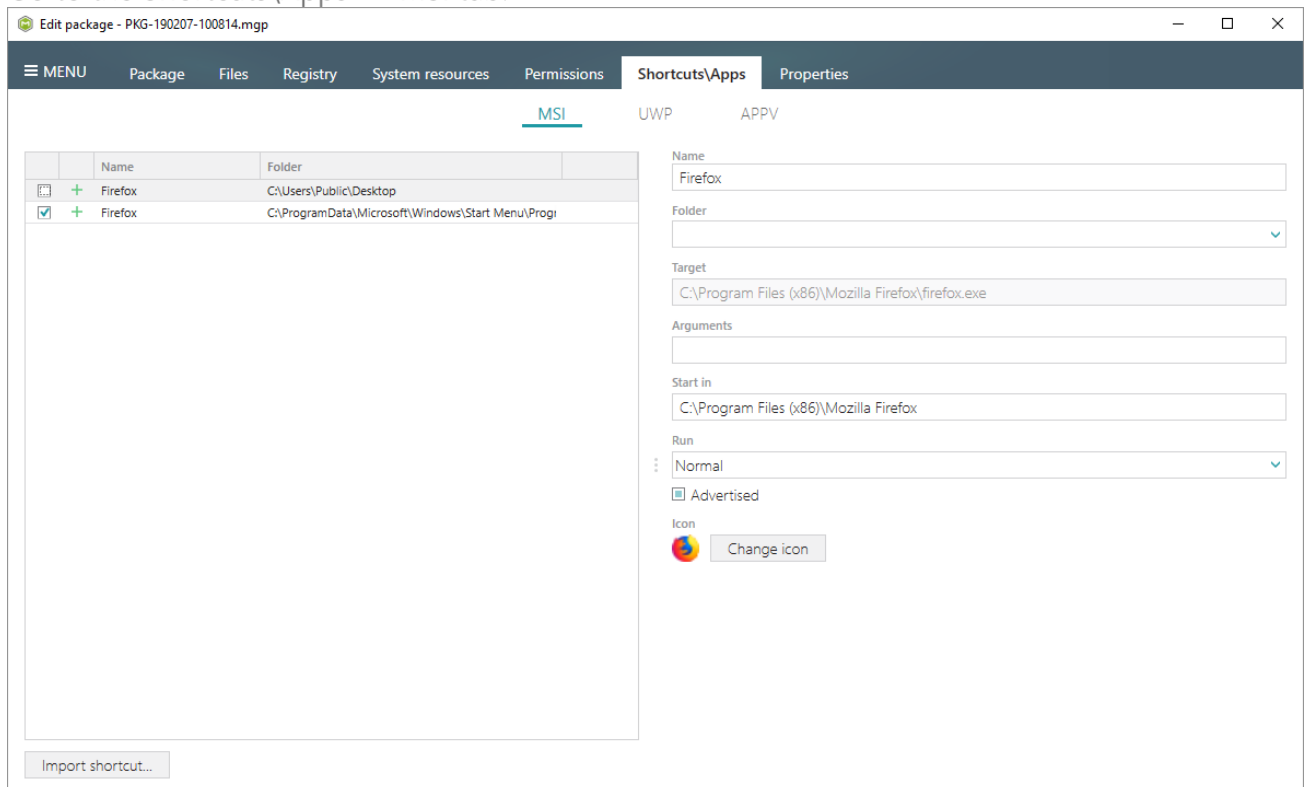 Edit package - PKG-190207-100814.mgp
MENU Package Files Registry System resources Permissions Shortcuts\Apps Properties
MSI UWP APPV
Name Folder
Firefox C:\Users\Public\Desktop
Firefox C:\ProgramData\Microsoft\Windows\Start Menu\Progr
Name
Firefox
Folder
Target
C:\Program Files (x86)\Mozilla Firefox\firefox.exe
Arguments
Start in
C:\Program Files (x86)\Mozilla Firefox
Run
Normal
Advertised
Icon
Change icon
Import shortcut...